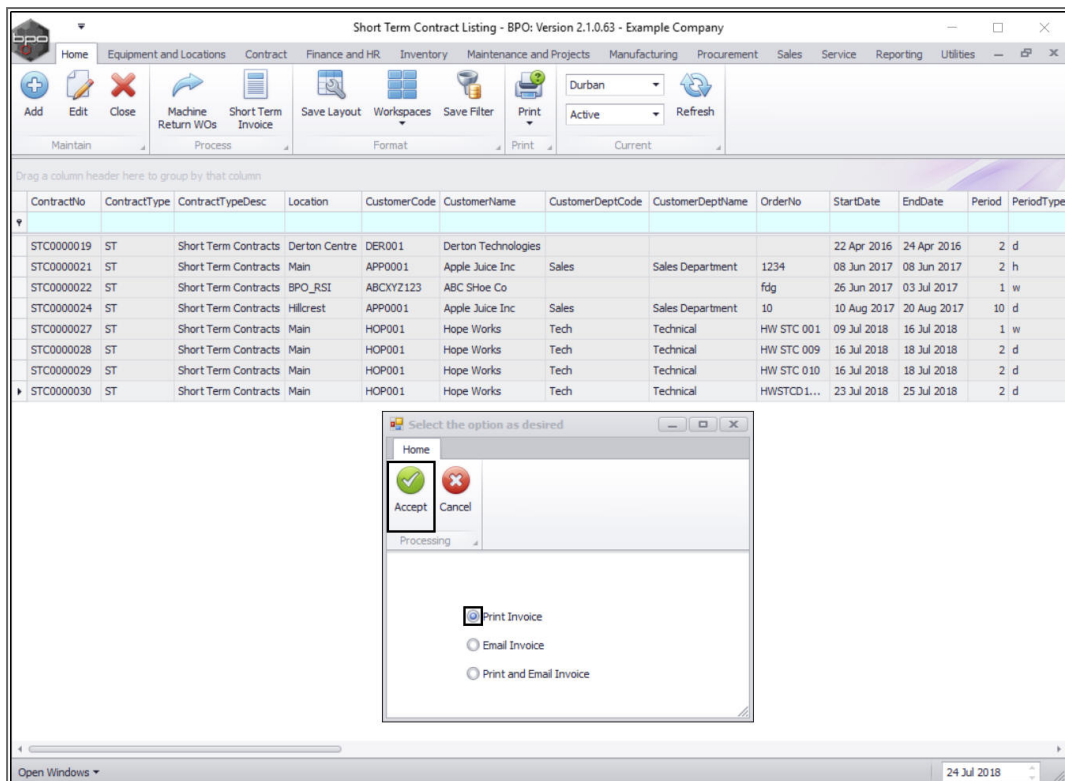 bpo
Short Term Contract Listing - BPO: Version 2.1.0.63 - Example Company
Home Equipment and Locations Contract Finance and HR Inventory Maintenance and Projects Manufacturing Procurement Sales Service Reporting Utilities
Add Edit Close Machine Return WOs Short Term Invoice Save Layout Workspaces Save Filter Print Durban Active Refresh
Maintain Process Format Print Current
Drag a column header here to group by that column
ContractNo ContractType ContractTypeDesc Location CustomerCode CustomerName CustomerDeptCode CustomerDeptName OrderNo StartDate EndDate Period PeriodType
STC0000019 ST Short Term Contracts Derton Centre DER001 Derton Technologies 22 Apr 2016 24 Apr 2016 2 d
STC0000021 ST Short Term Contracts Main APP0001 Apple Juice Inc Sales Sales Department 1234 08 Jun 2017 08 Jun 2017 2 h
STC0000022 ST Short Term Contracts BPO_RSI ABCXYZ123 ABC SHoe Co fdg 26 Jun 2017 03 Jul 2017 1 w
STC0000024 ST Short Term Contracts Hillcrest APP0001 Apple Juice Inc Sales Sales Department 10 10 Aug 2017 20 Aug 2017 10 d
STC0000027 ST Short Term Contracts Main HOP001 Hope Works Tech Technical HW STC 001 09 Jul 2018 16 Jul 2018 1 w
STC0000028 ST Short Term Contracts Main HOP001 Hope Works Tech Technical HW STC 009 16 Jul 2018 18 Jul 2018 2 d
STC0000029 ST Short Term Contracts Main HOP001 Hope Works Tech Technical HW STC 010 16 Jul 2018 18 Jul 2018 2 d
STC0000030 ST Short Term Contracts Main HOP001 Hope Works Tech Technical HWSTCD1... 23 Jul 2018 25 Jul 2018 2 d
Select the option as desired
Home
Accept Cancel
Processing
Print Invoice
Email Invoice
Print and Email Invoice
Open Windows
24 Jul 2018